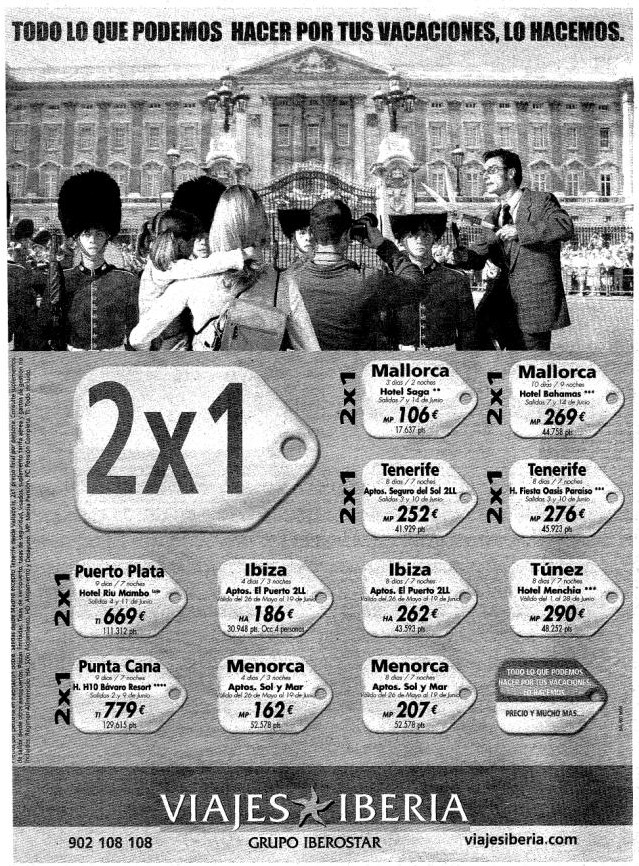 TODO LO QUE PODEMOS HACER POR TUS VACACIONES, LO HACEMOS.
2x1
2x1
Mallorca
3 días / 2 noches
Hotel Saga **
Salidas 7 y 14 de Junio
MP 106 €
17.637 pts
2x1
Mallorca
10 días / 9 noches
Hotel Bahamas ***
Salidas 7 y 14 de Junio
MP 269 €
44.758 pts
2x1
Tenerife
8 días / 7 noches
Aptos. Seguro del Sol 2LL
Salidas 3 y 10 de Junio
MP 252 €
41.929 pts
2x1
Tenerife
8 días / 7 noches
H. Fiesta Oasis Paraiso ***
Salidas 3 y 10 de Junio
MP 276 €
45.923 pts
2x1
Puerto Plata
9 días / 7 noches
Hotel Riu Mambo
Salidas 4 y 11 de Junio
TI 669 €
111.312 pts
Ibiza
4 días / 3 noches
Aptos. El Puerto 2LL
Válido del 26 de Mayo al 19 de Junio
HA 186 €
30.948 pts. Occ 4 personas
Ibiza
8 días / 7 noches
Aptos. El Puerto 2LL
Válido del 26 de Mayo al 19 de Junio
HA 262 €
43.593 pts
Túnez
8 días / 7 noches
Hotel Menchia ***
Válido del 1 al 28 de Junio
MP 290 €
48.252 pts
2x1
Punta Cana
9 días / 7 noches
H. H10 Bávaro Resort ****
Salidas 2 y 9 de Junio
TI 779 €
129.615 pts
Menorca
4 días / 3 noches
Aptos. Sol y Mar
Válido del 26 de Mayo al 19 de Junio
MP 162 €
52.578 pts
Menorca
8 días / 7 noches
Aptos. Sol y Mar
Válido del 26 de Mayo al 19 de Junio
MP 207 €
52.578 pts
TODO LO QUE PODEMOS
HACER POR TUS VACACIONES,
LO HACEMOS.
PRECIO Y MUCHO MAS...
VIAJES IBERIA
902 108 108
GRUPO IBEROSTAR
viajesiberia.com